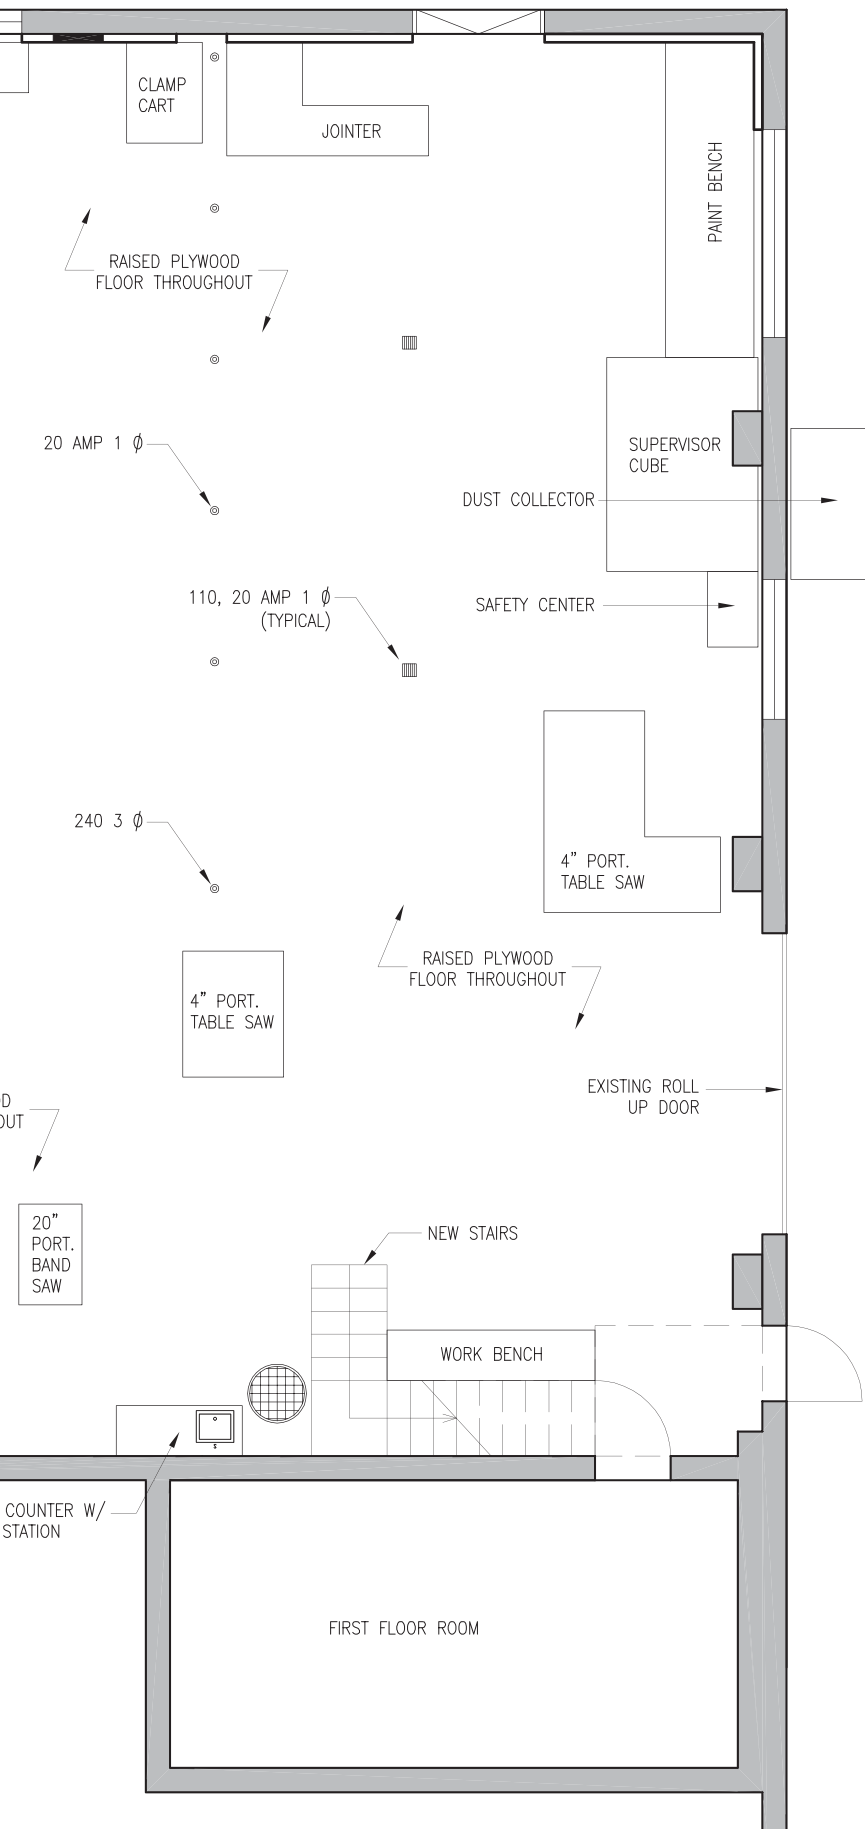 CLAMP
CART
JOINTER
PAINT BENCH
RAISED PLYWOOD
FLOOR THROUGHOUT
20 AMP 1 Ø
SUPERVISOR
CUBE
DUST COLLECTOR
110, 20 AMP 1 Ø
(TYPICAL)
SAFETY CENTER
240 3 Ø
4” PORT.
TABLE SAW
RAISED PLYWOOD
FLOOR THROUGHOUT
4” PORT.
TABLE SAW
EXISTING ROLL
UP DOOR
OD
OUT
20”
PORT.
BAND
SAW
NEW STAIRS
WORK BENCH
S
COUNTER W/
STATION
FIRST FLOOR ROOM